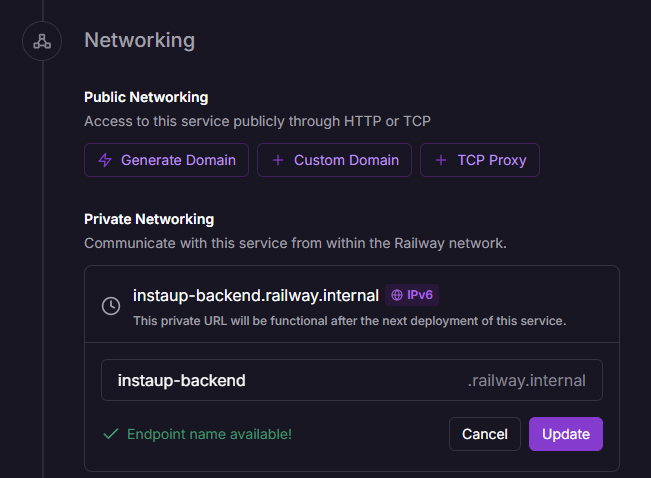 Networking
Public Networking
Access to this service publicly through HTTP or TCP
Generate Domain
Custom Domain
TCP Proxy
Private Networking
Communicate with this service from within the Railway network.
instaup-backend.railway.internal IPv6
This private URL will be functional after the next deployment of this service.
instaup-backend .railway.internal
Endpoint name available!
Cancel
Update